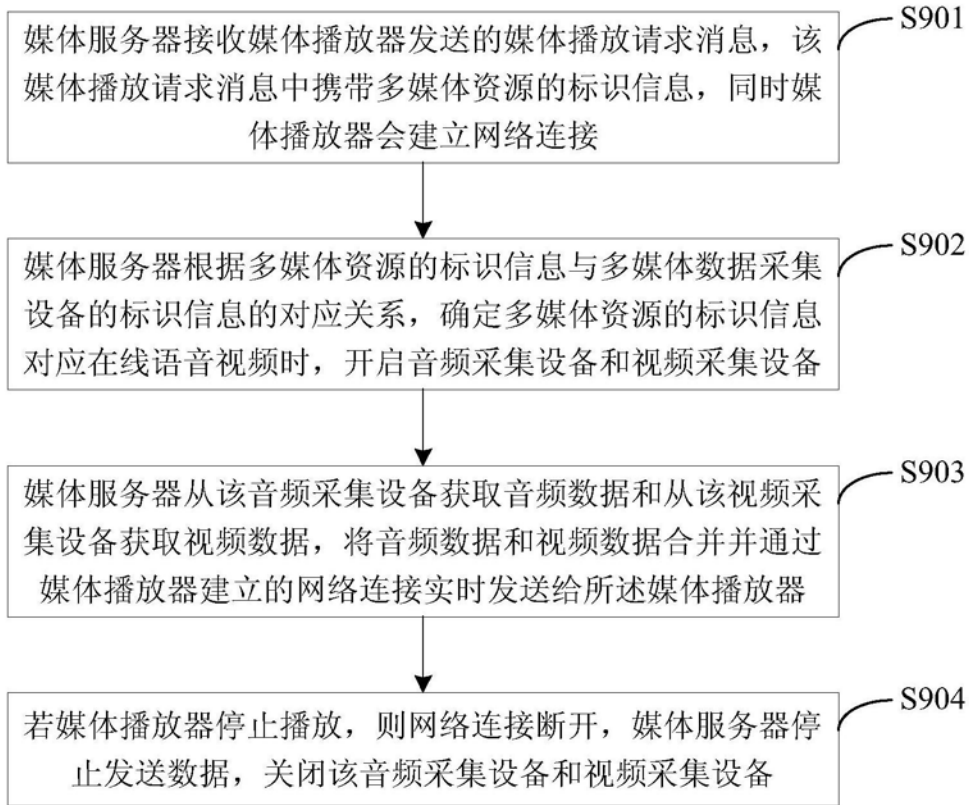 S901
媒体服务器接收媒体播放器发送的媒体播放请求消息，该
媒体播放请求消息中携带多媒体资源的标识信息，同时媒
体播放器会建立网络连接
S902
媒体服务器根据多媒体资源的标识信息与多媒体数据采集
设备的标识信息的对应关系，确定多媒体资源的标识信息
对应在线语音视频时，开启音频采集设备和视频采集设备
S903
媒体服务器从该音频采集设备获取音频数据和从该视频采
集设备获取视频数据，将音频数据和视频数据合并并通过
媒体播放器建立的网络连接实时发送给所述媒体播放器
S904
若媒体播放器停止播放，则网络连接断开，媒体服务器停
止发送数据，关闭该音频采集设备和视频采集设备